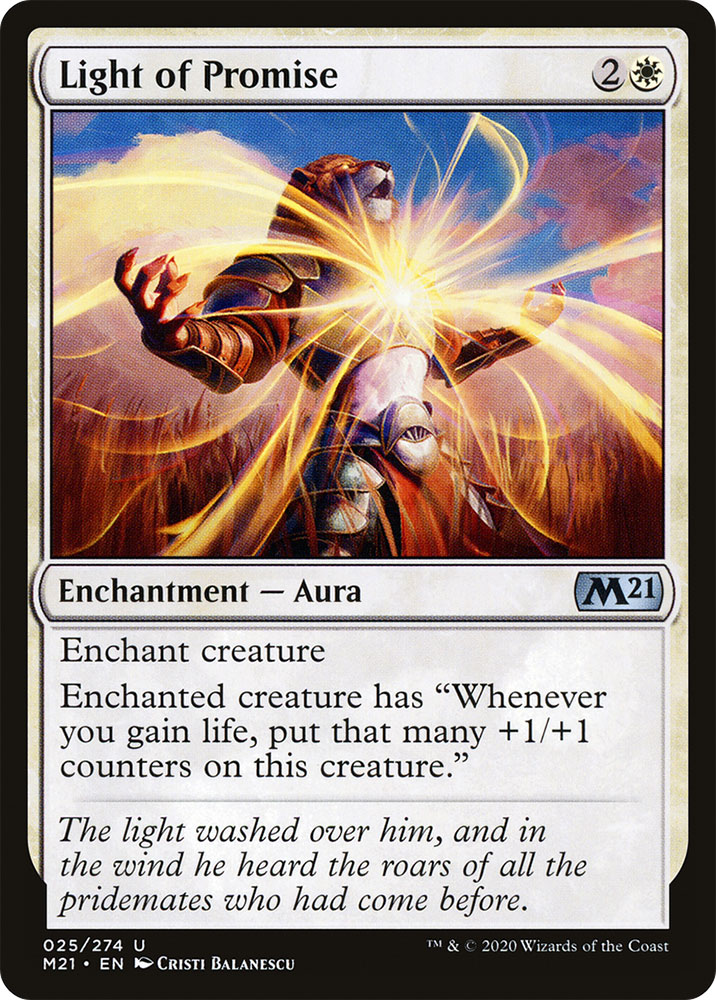 Light of Promise 2
Enchantment — Aura M21
Enchant creature
Enchanted creature has “Whenever
you gain life, put that many +1/+1
counters on this creature.”
The light washed over him, and in
the wind he heard the roars of all the
pridemates who had come before.
025/274 U ™ & © 2020 Wizards of the Coast
M21 • EN Cristi Balanescu